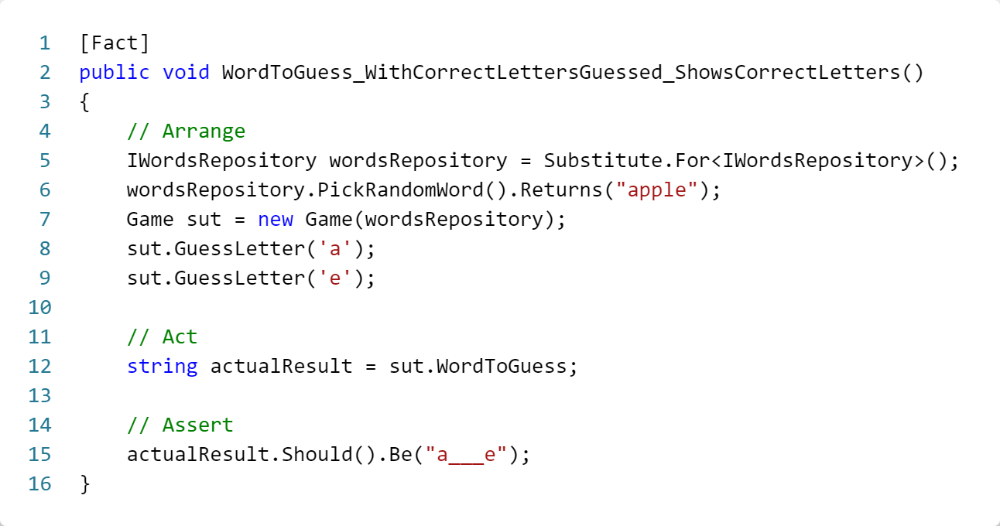 1 [Fact]
2 public void WordToGuess_WithCorrectLettersGuessed_ShowsCorrectLetters()
3 {
4     // Arrange
5     IWordsRepository wordsRepository = Substitute.For<IWordsRepository>();
6     wordsRepository.PickRandomWord().Returns("apple");
7     Game sut = new Game(wordsRepository);
8     sut.GuessLetter('a');
9     sut.GuessLetter('e');
10
11     // Act
12     string actualResult = sut.WordToGuess;
13
14     // Assert
15     actualResult.Should().Be("a___e");
16 }